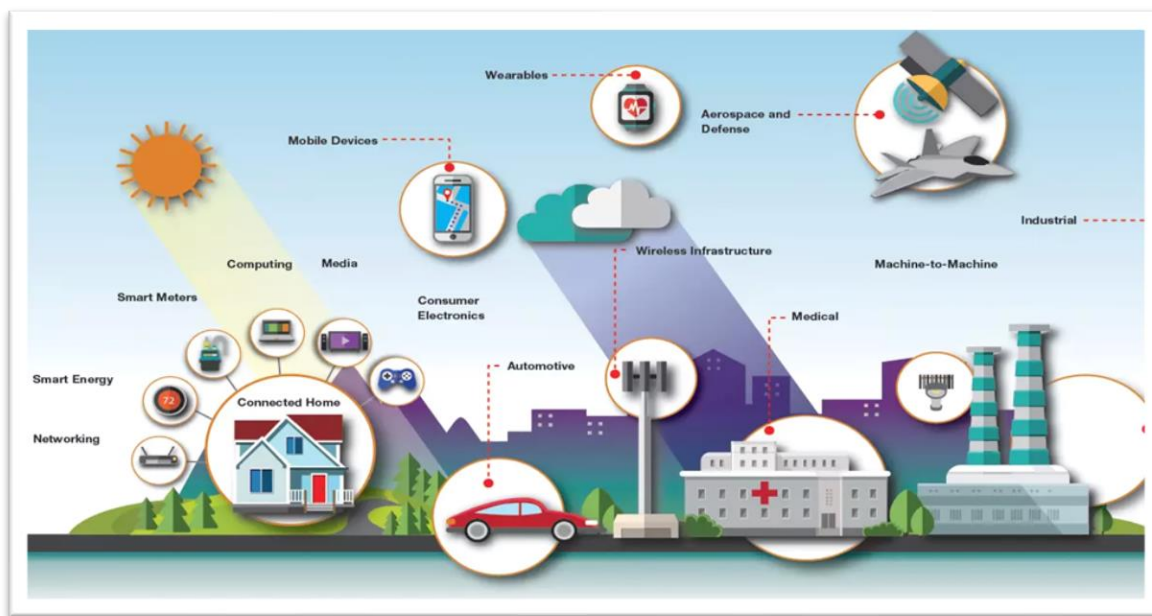 Wearables
Aerospace and
Defense
Mobile Devices
Industrial
Wireless Infrastructure
Computing
Media
Machine-to-Machine
Smart Meters
Consumer
Electronics
Medical
Automotive
Smart Energy
72
Connected Home
Networking